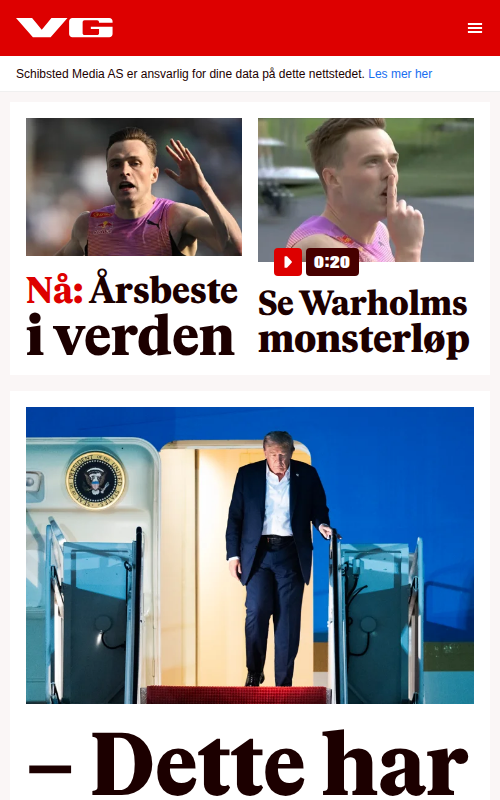 VG
Schibsted Media AS er ansvarlig for dine data på dette nettstedet. Les mer her
Nå: Årsbeste
i verden
0:20
Se Warholms
monsterløp
– Dette har